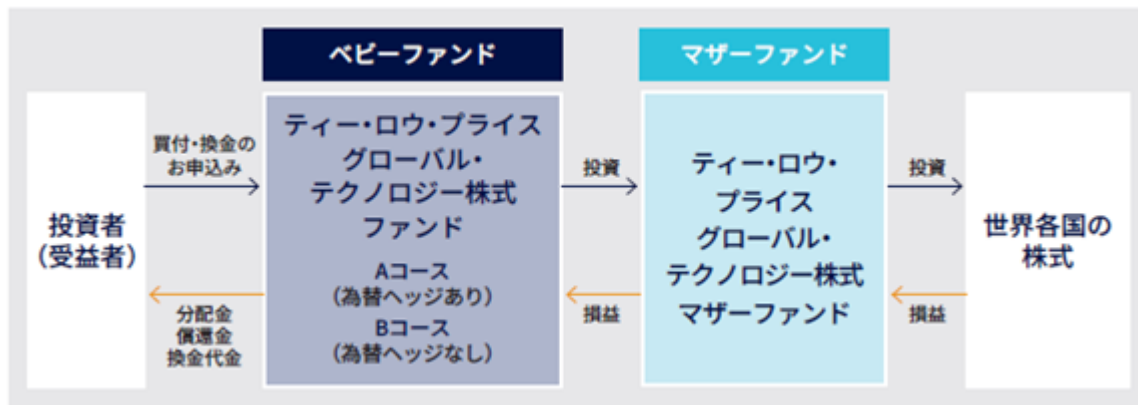 ベビーファンド
マザーファンド
投資者
（受益者）
買付・換金の
お申込み
分配金
償還金
換金代金
ティー・ロウ・プライス
グローバル・
テクノロジー株式
ファンド
Aコース
（為替ヘッジあり）
Bコース
（為替ヘッジなし）
投資
損益
ティー・ロウ・
プライス
グローバル・
テクノロジー株式
マザーファンド
投資
損益
世界各国の
株式